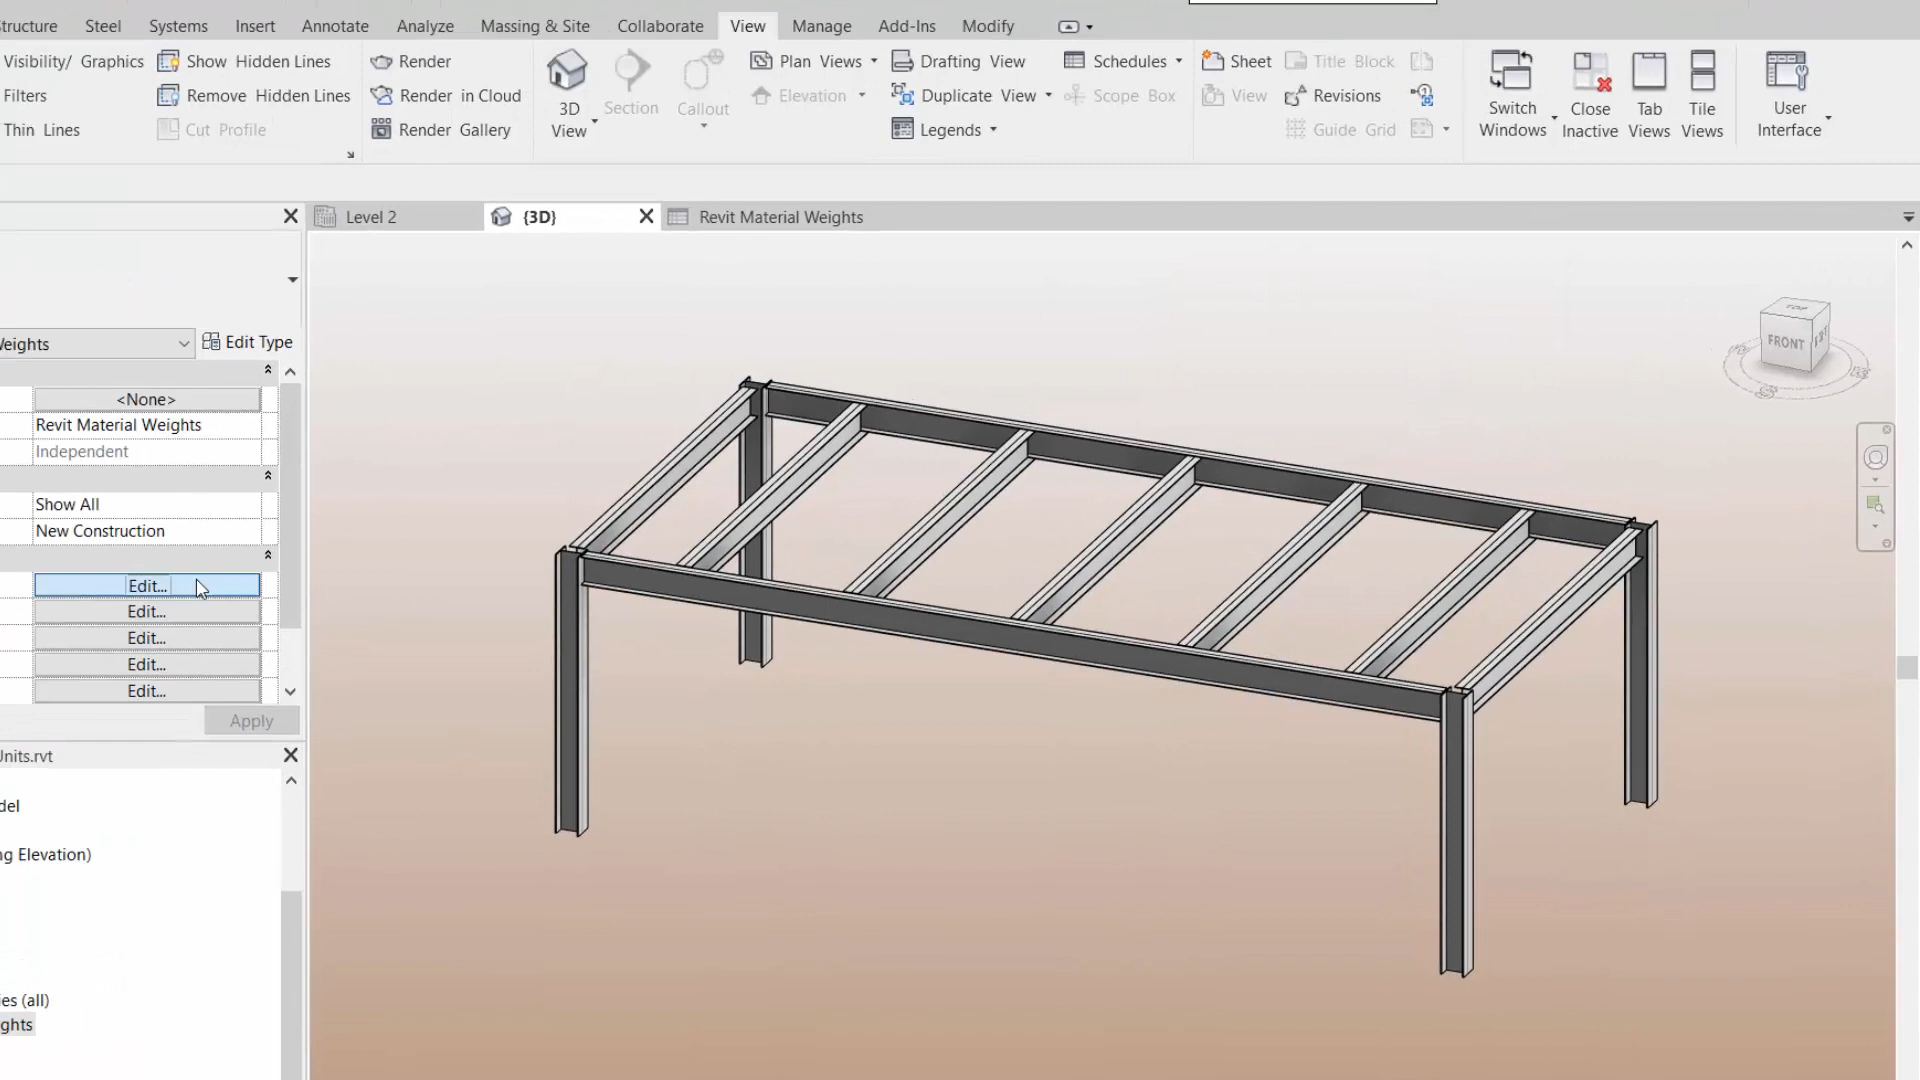 tructure Steel Systems Insert Annotate Analyze Massing & Site Collaborate View Manage Add-Ins Modify
Visibility/ Graphics Show Hidden Lines Render Plan Views Drafting View Schedules Sheet Title Block
Filters Remove Hidden Lines Render in Cloud Elevation Duplicate View Scope Box View Revisions
Thin Lines Cut Profile Render Gallery Legends Guide Grid
3D View
Section
Callout
Switch Windows
Close Inactive
Tab Views
Tile Views
User Interface
Level 2 {3D} Revit Material Weights
Weights Edit Type
<None>
Revit Material Weights
Independent
Show All
New Construction
Edit...
Edit...
Edit...
Edit...
Edit...
Apply
Units.rvt
del
ng Elevation)
ies (all)
ghts
TOP
FRONT